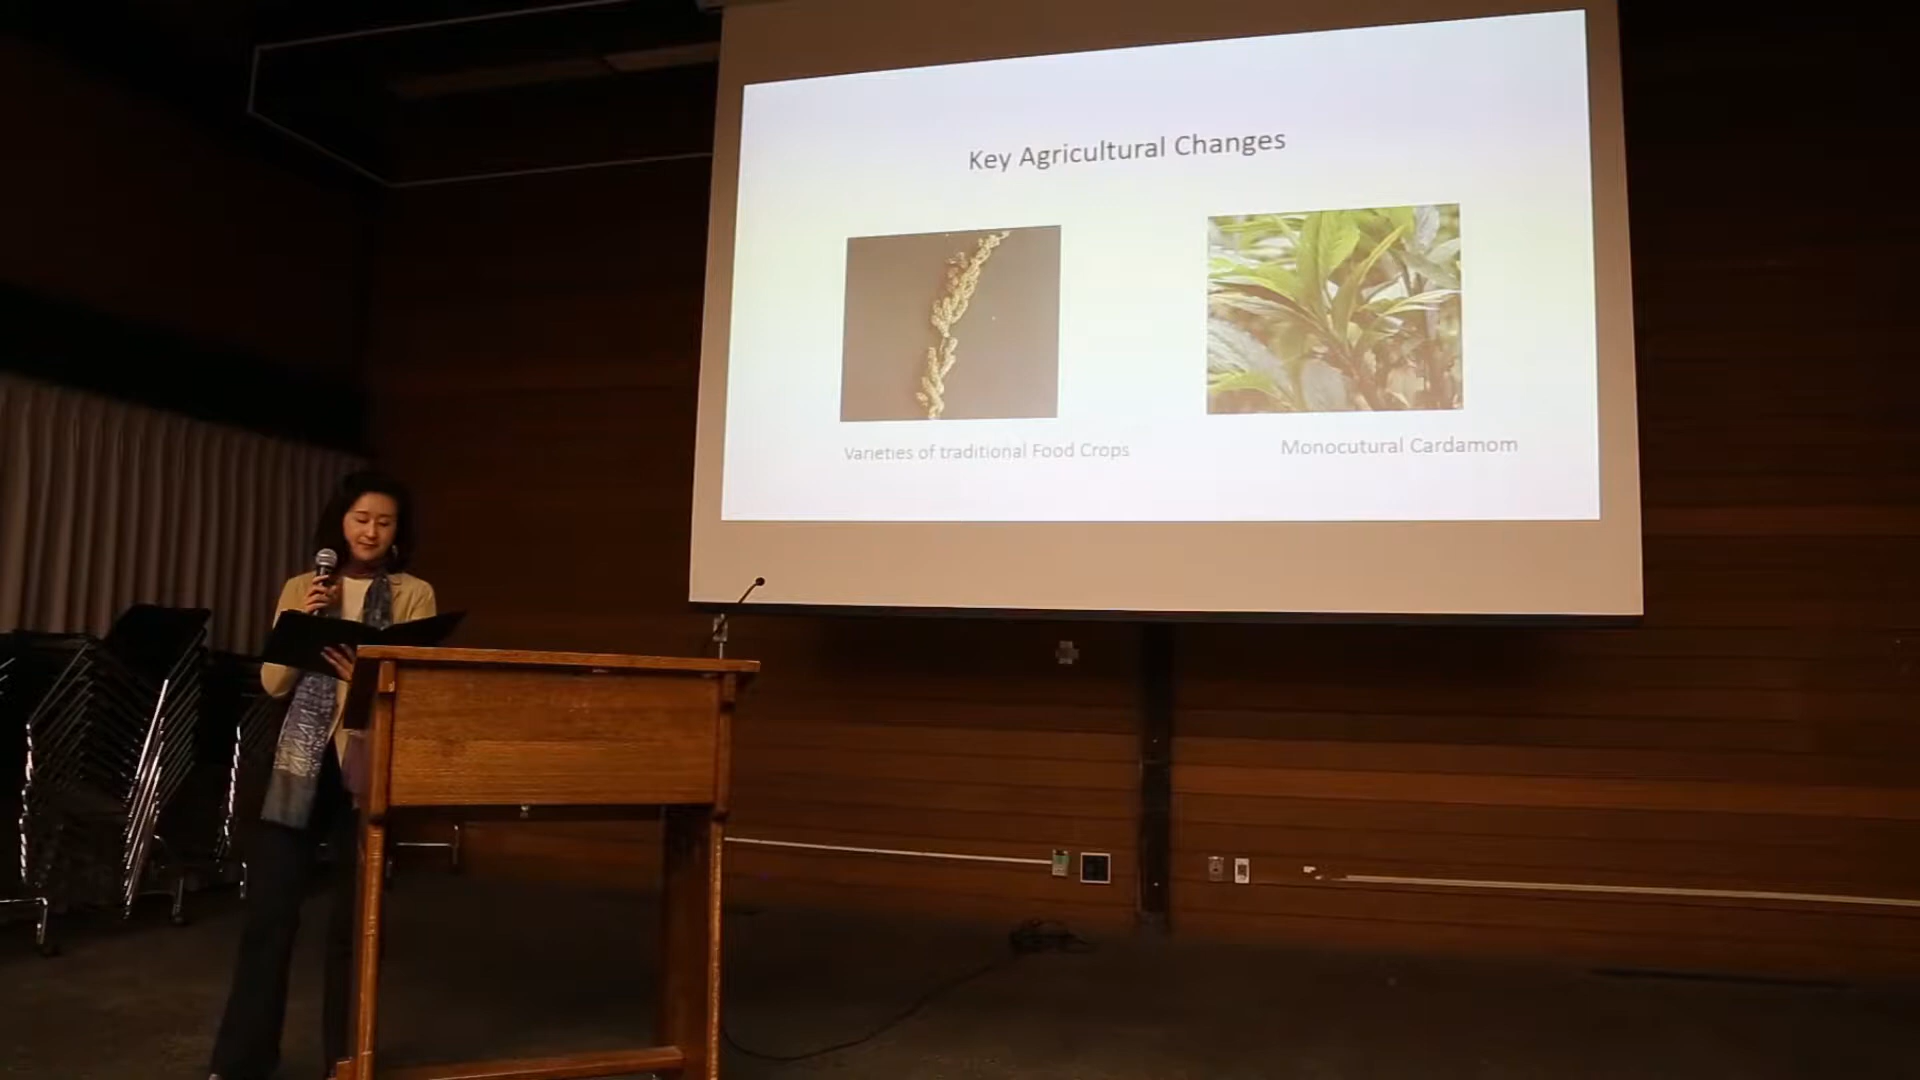 Key Agricultural Changes
Varieties of traditional Food Crops
Monocutural Cardamom